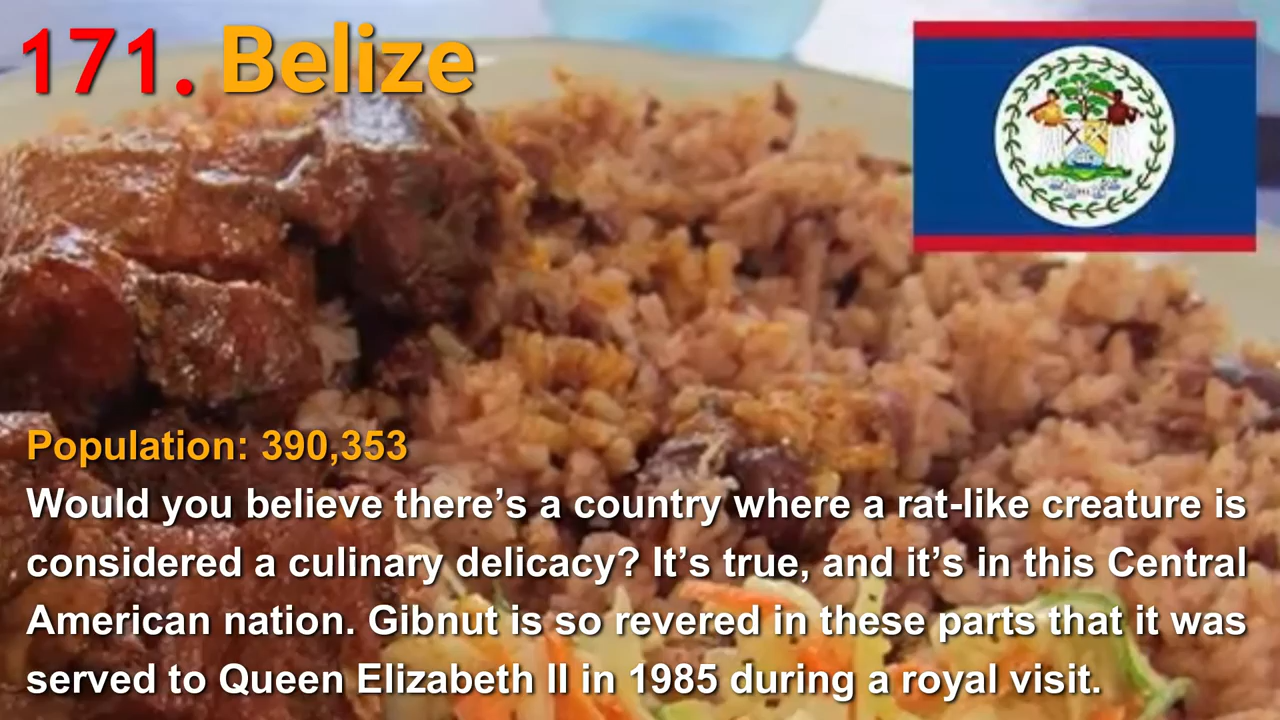 171. Belize
Population: 390,353
Would you believe there’s a country where a rat-like creature is
considered a culinary delicacy? It’s true, and it’s in this Central
American nation. Gibnut is so revered in these parts that it was
served to Queen Elizabeth II in 1985 during a royal visit.